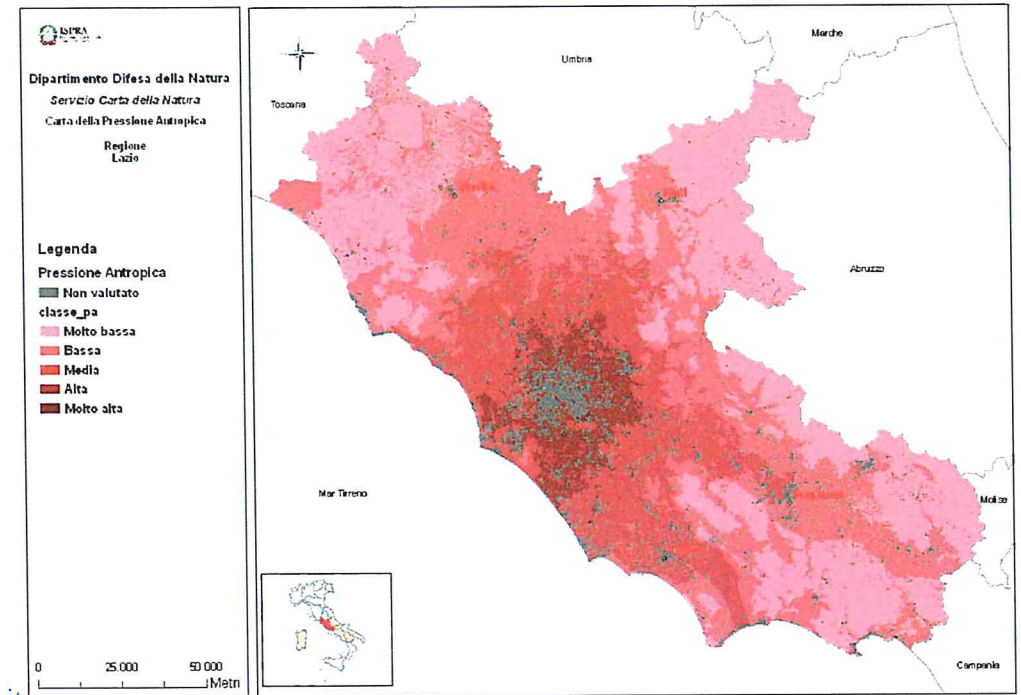 ISPRA
Dipartimento Difesa della Natura
Servizio Carta della Natura
Carta della Pressione Antropica
Regione
Lazio
Legenda
Pressione Antropica
Non valutato
classe_pa
Molto bassa
Bassa
Media
Alta
Molto alta
0 25.000 50.000
Metri
Marche
Umbria
Toscana
Abruzzo
Mar Tirreno
Molise
Campania